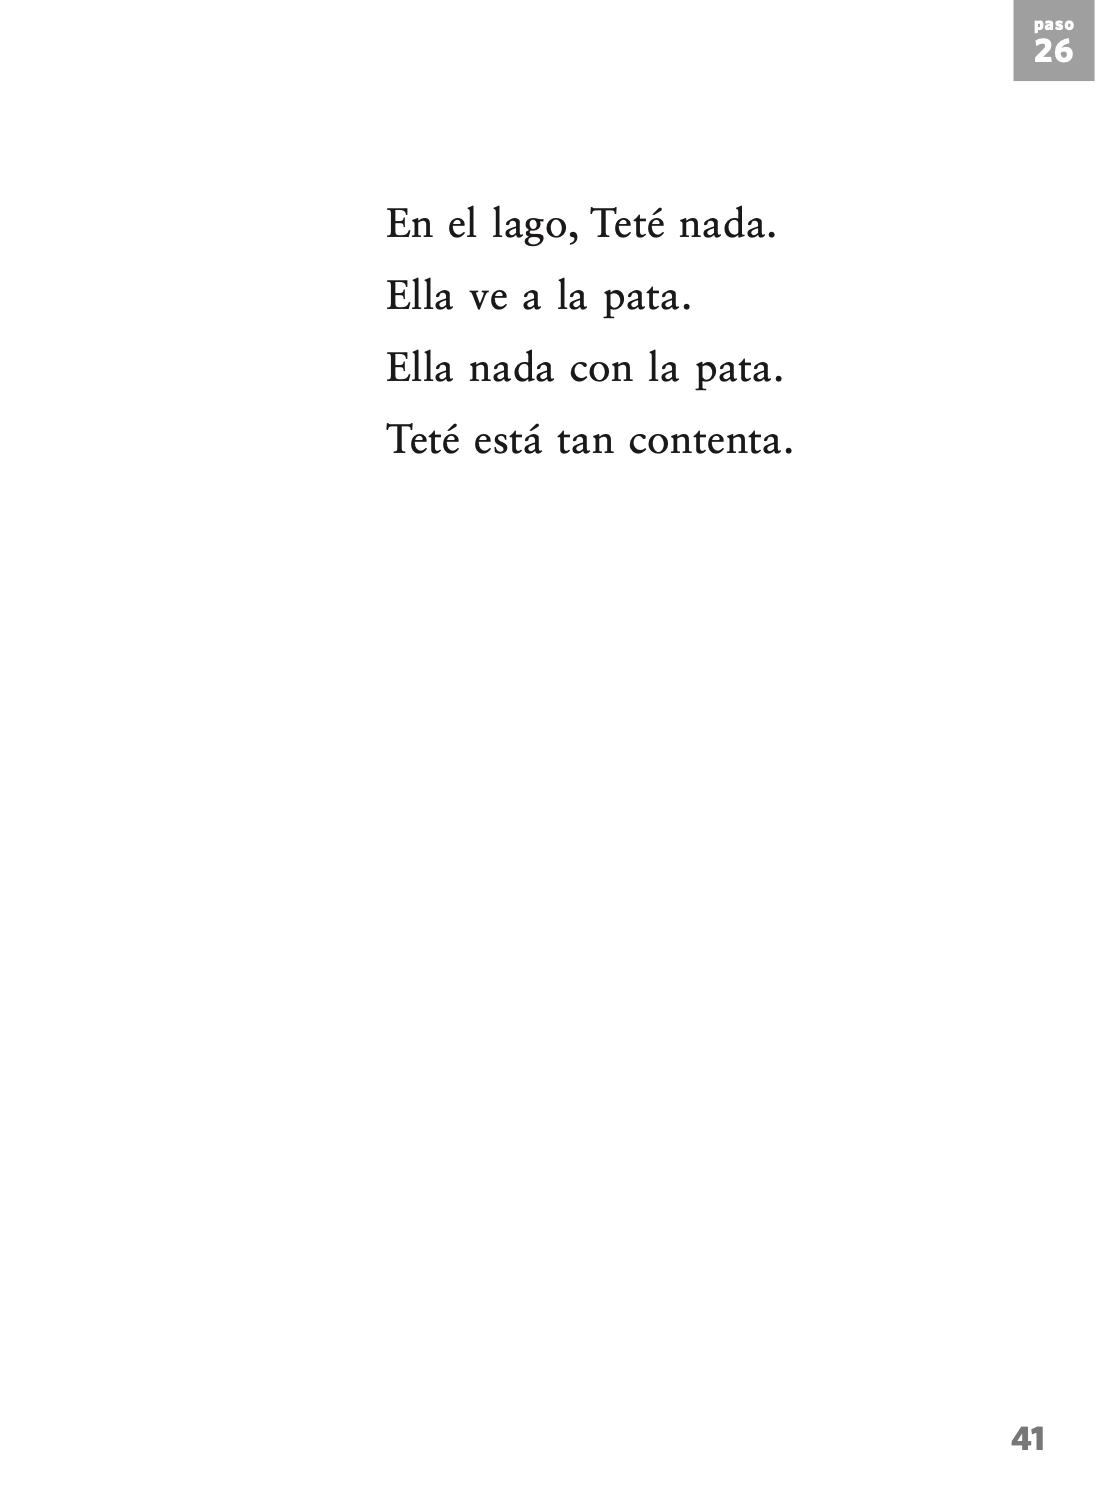 paso
26
En el lago, Teté nada.
Ella ve a la pata.
Ella nada con la pata.
Teté está tan contenta.
41